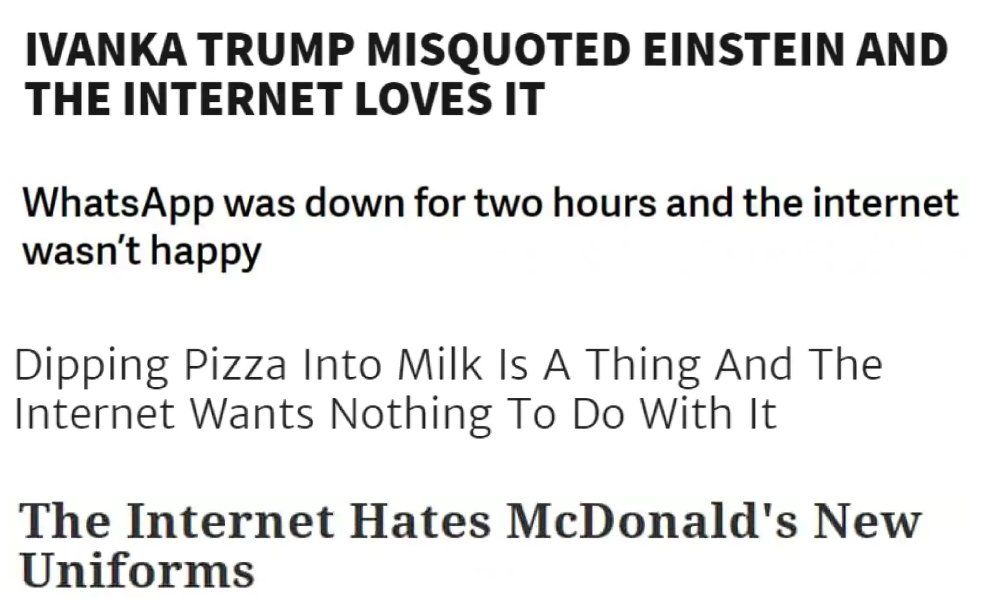 IVANKA TRUMP MISQUOTED EINSTEIN AND
THE INTERNET LOVES IT
WhatsApp was down for two hours and the internet
wasn’t happy
Dipping Pizza Into Milk Is A Thing And The
Internet Wants Nothing To Do With It
The Internet Hates McDonald's New
Uniforms